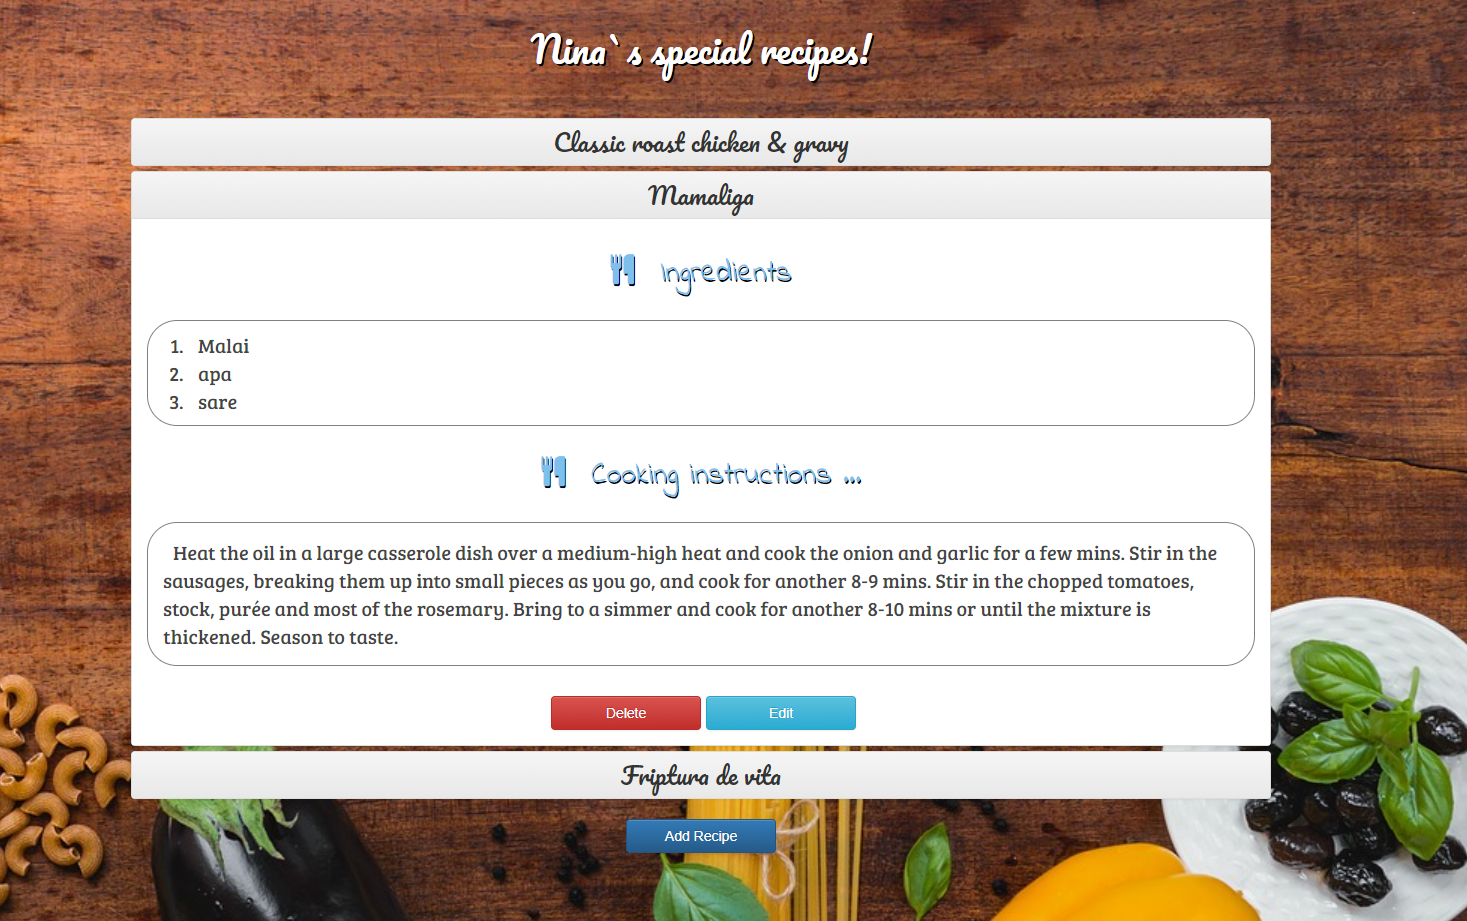 Nina`s special recipes!
Classic roast chicken & gravy
Mamaliga
Ingredients
1. Malai
2. apa
3. sare
Cooking instructions ...
Heat the oil in a large casserole dish over a medium-high heat and cook the onion and garlic for a few mins. Stir in the
sausages, breaking them up into small pieces as you go, and cook for another 8-9 mins. Stir in the chopped tomatoes,
stock, purée and most of the rosemary. Bring to a simmer and cook for another 8-10 mins or until the mixture is
thickened. Season to taste.
Delete Edit
Friptura de vita
Add Recipe